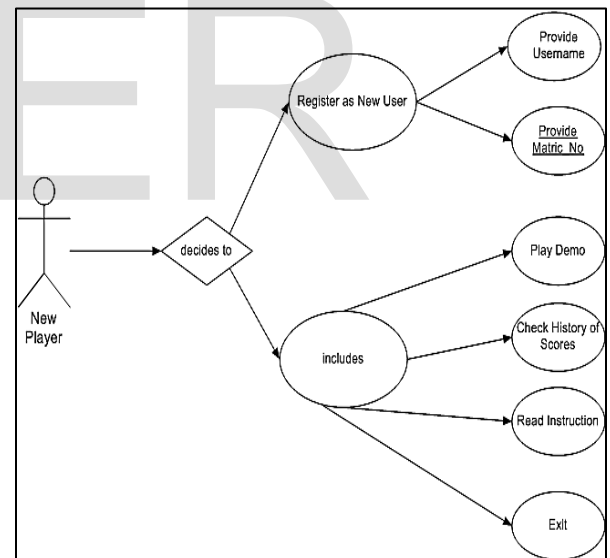 ER
Provide
Username
Register as New User
Provide
Matric_No
decides to
New
Player
Play Demo
Check History of
Scores
includes
Read Instruction
Exit